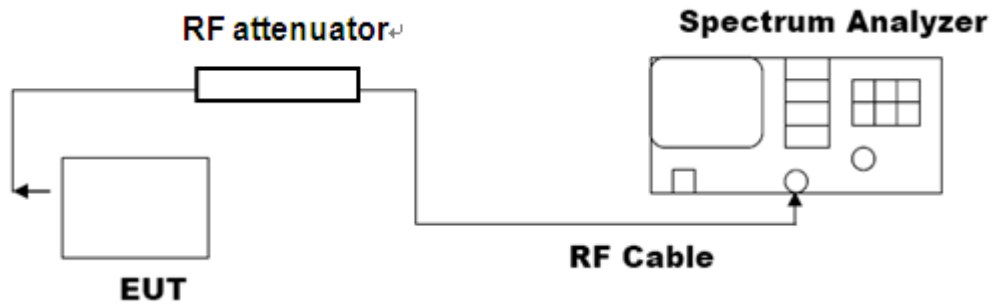 RF attenuator↵
Spectrum Analyzer
RF Cable
EUT